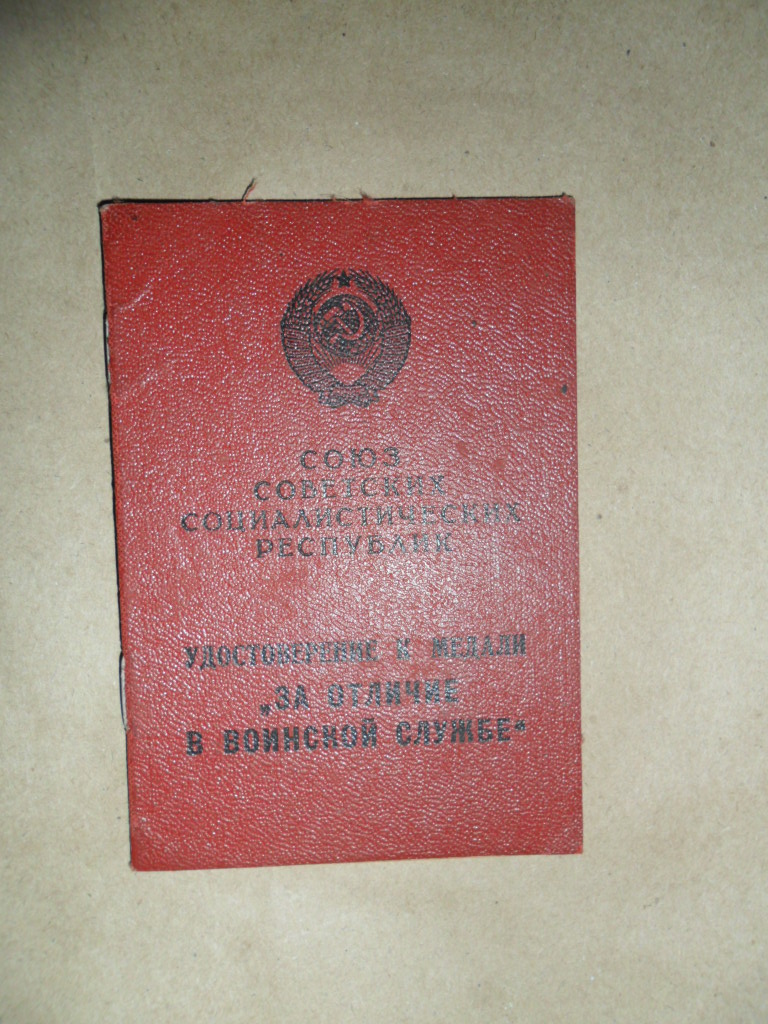 СОЮЗ
СОВЕТСКИХ
СОЦИАЛИСТИЧЕСКИХ
РЕСПУБЛИК
УДОСТОВЕРЕНИЕ К МЕДАЛИ
„ЗА ОТЛИЧИЕ
В ВОИНСКОЙ СЛУЖБЕ“